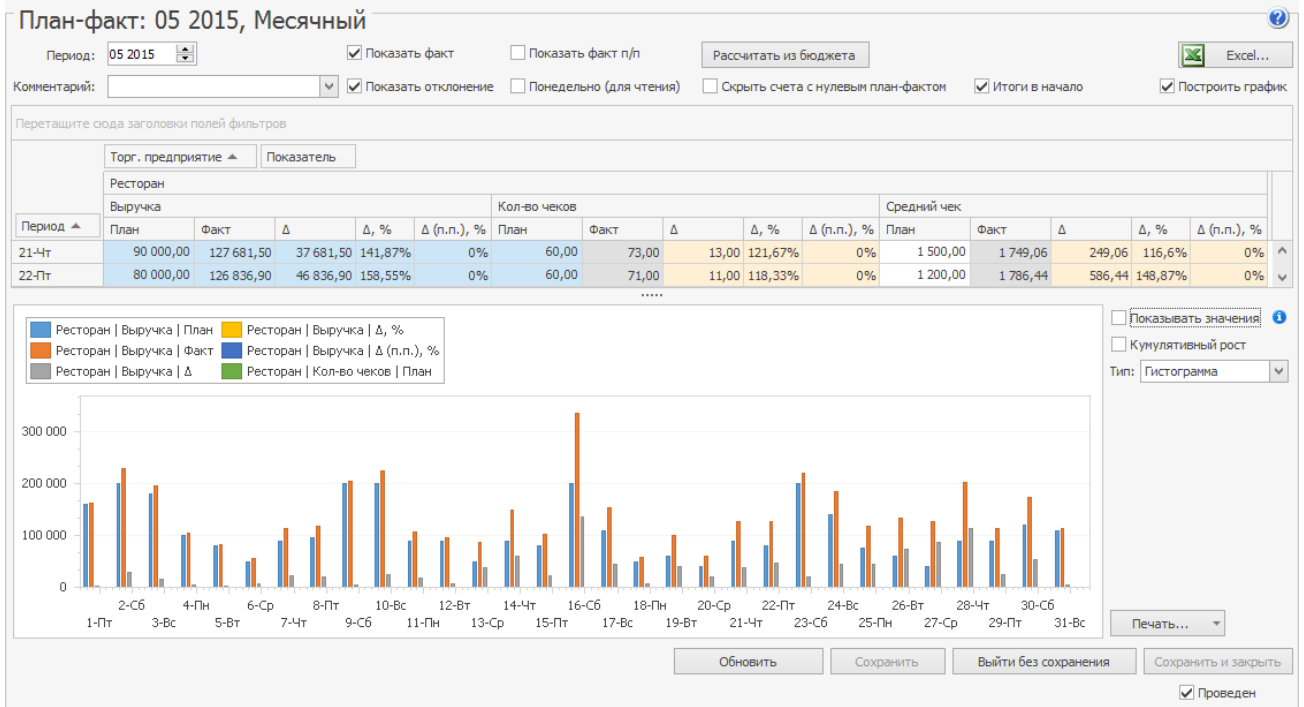 План-факт: 05 2015, Месячный
Период: 05 2015 Показать факт Показать факт п/п Рассчитать из бюджета Excel...
Комментарий: Показать отклонение Понедельно (для чтения) Скрыть счета с нулевым план-фактом Итоги в начало Построить график
Перетащите сюда заголовки полей фильтров
Торг. предприятие Показатель
Ресторан
Выручка Кол-во чеков Средний чек
Период План Факт Δ Δ, % Δ (п.п.), % План Факт Δ Δ, % Δ (п.п.), % План Факт Δ Δ, % Δ (п.п.), %
21-Чт 90 000,00 127 681,50 37 681,50 141,87% 0% 60,00 73,00 13,00 121,67% 0% 1 500,00 1 749,06 249,06 116,6% 0%
22-Пт 80 000,00 126 836,90 46 836,90 158,55% 0% 60,00 71,00 11,00 118,33% 0% 1 200,00 1 786,44 586,44 148,87% 0%
Ресторан | Выручка | План Ресторан | Выручка | Δ, %
Ресторан | Выручка | Факт Ресторан | Выручка | Δ (п.п.), %
Ресторан | Выручка | Δ Ресторан | Кол-во чеков | План
Показывать значения
Кумулятивный рост
Тип: Гистограмма
300 000
200 000
100 000
0
2-Сб 4-Пн 6-Ср 8-Пт 10-Вс 12-Вт 14-Чт 16-Сб 18-Пн 20-Ср 22-Пт 24-Вс 26-Вт 28-Чт 30-Сб
1-Пт 3-Вс 5-Вт 7-Чт 9-Сб 11-Пн 13-Ср 15-Пт 17-Вс 19-Вт 21-Чт 23-Сб 25-Пн 27-Ср 29-Пт 31-Вс
Печать...
Обновить Сохранить Выйти без сохранения Сохранить и закрыть
Проведен